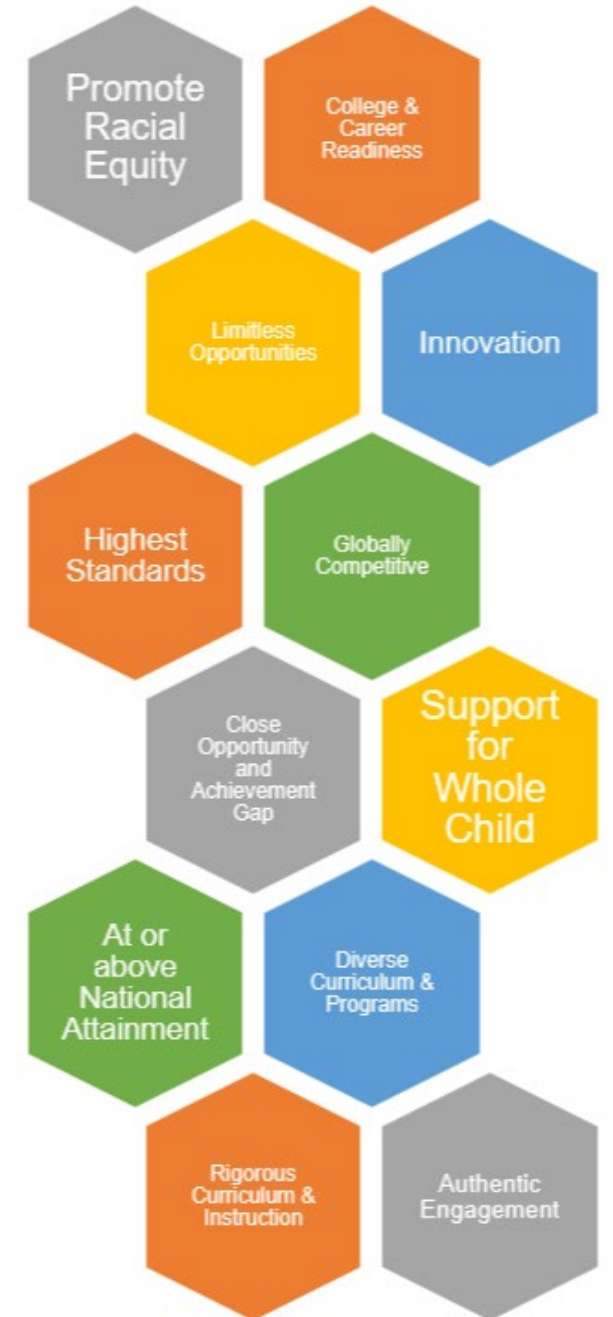 Promote
Racial
Equity
College &
Career
Readiness
Limitless
Opportunities
Innovation
Highest
Standards
Globally
Competitive
Close
Opportunity
and
Achievement
Gap
Support
for
Whole
Child
At or
above
National
Attainment
Diverse
Curriculum &
Programs
Rigorous
Curriculum &
Instruction
Authentic
Engagement